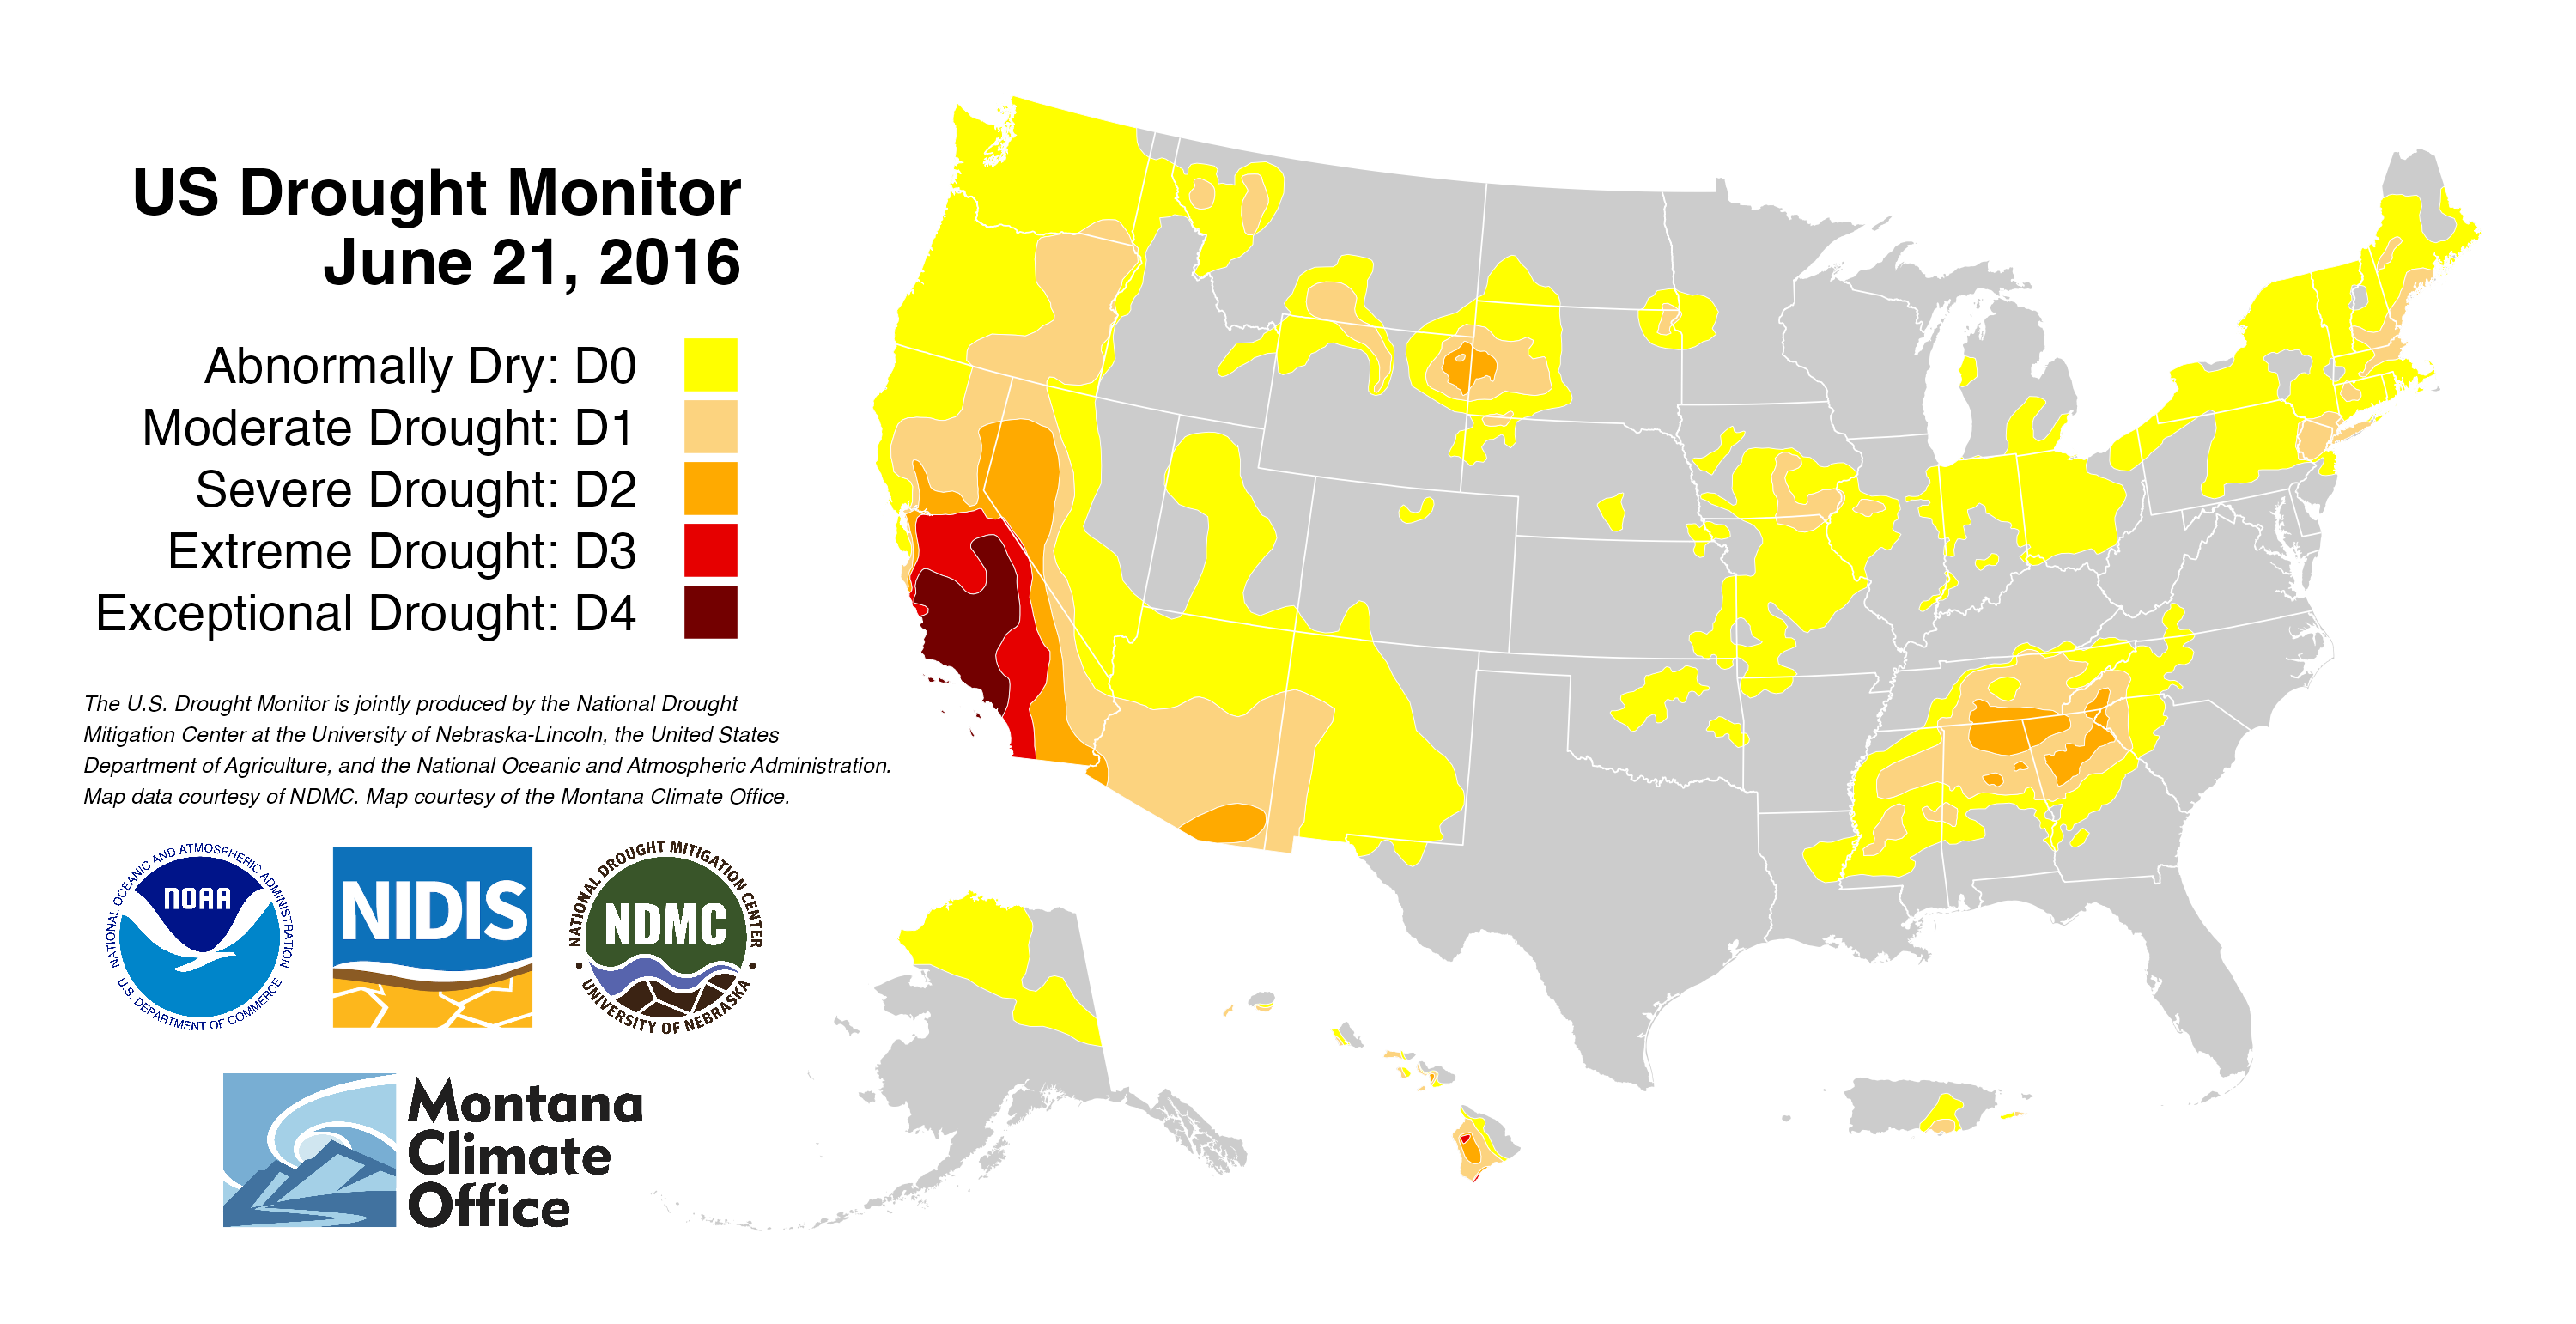 US Drought Monitor
June 21, 2016
Abnormally Dry: D0
Moderate Drought: D1
Severe Drought: D2
Extreme Drought: D3
Exceptional Drought: D4
The U.S. Drought Monitor is jointly produced by the National Drought
Mitigation Center at the University of Nebraska-Lincoln, the United States
Department of Agriculture, and the National Oceanic and Atmospheric Administration.
Map data courtesy of NDMC. Map courtesy of the Montana Climate Office.
NATIONAL OCEANIC AND ATMOSPHERIC ADMINISTRATION
NOAA
U.S. DEPARTMENT OF COMMERCE
NIDIS
NATIONAL DROUGHT MITIGATION CENTER
NDMC
UNIVERSITY OF NEBRASKA
Montana
Climate
Office